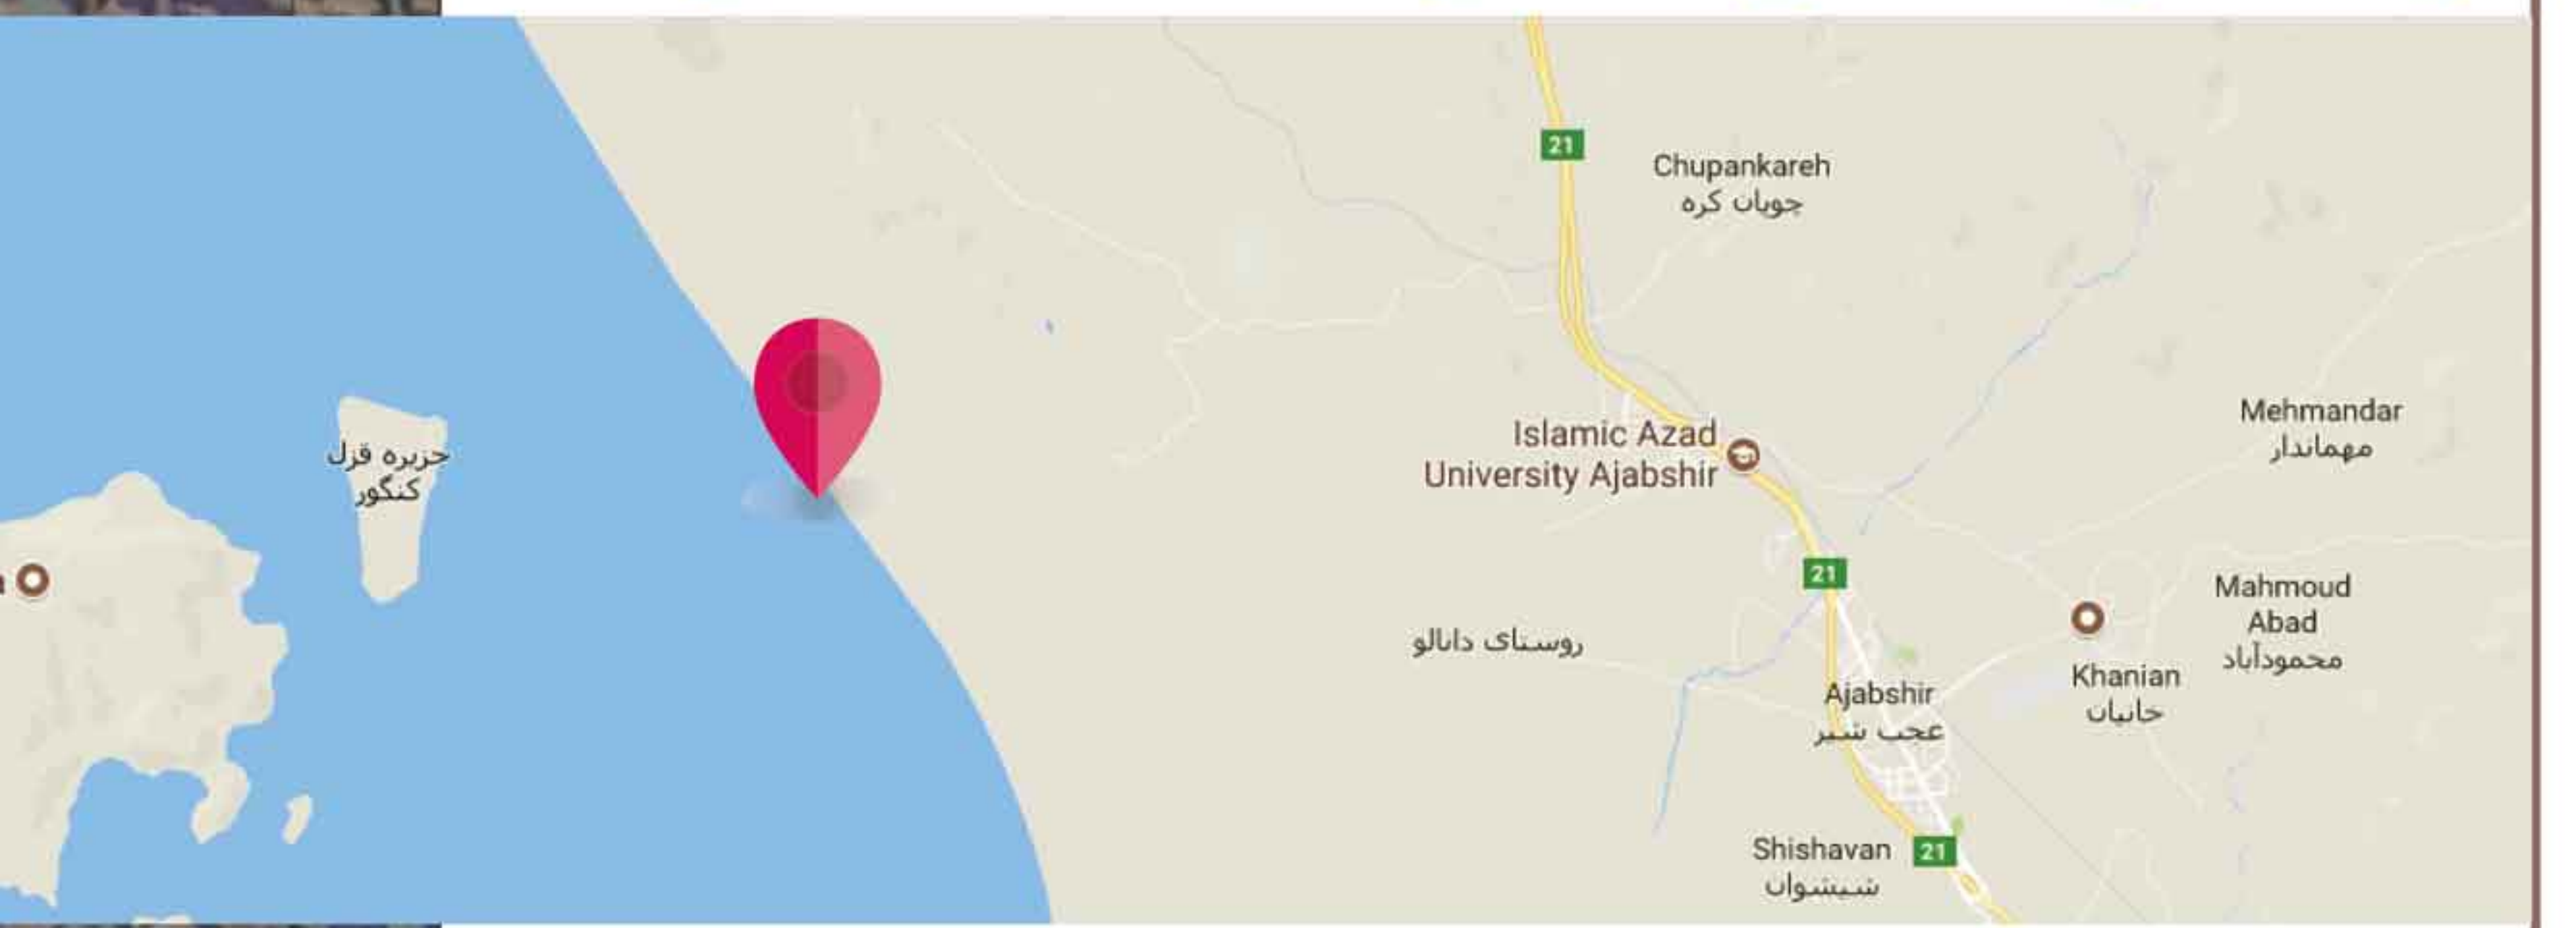 21
Chupankareh
چوپان کره
Islamic Azad
University Ajabshir
Mehmandar
مهماندار
جزیره قزل
کنگور
21
Mahmoud
Abad
محمودآباد
روستای دانالو
Khanian
خانیان
Ajabshir
عجب شیر
Shishavan
شیشوان
21